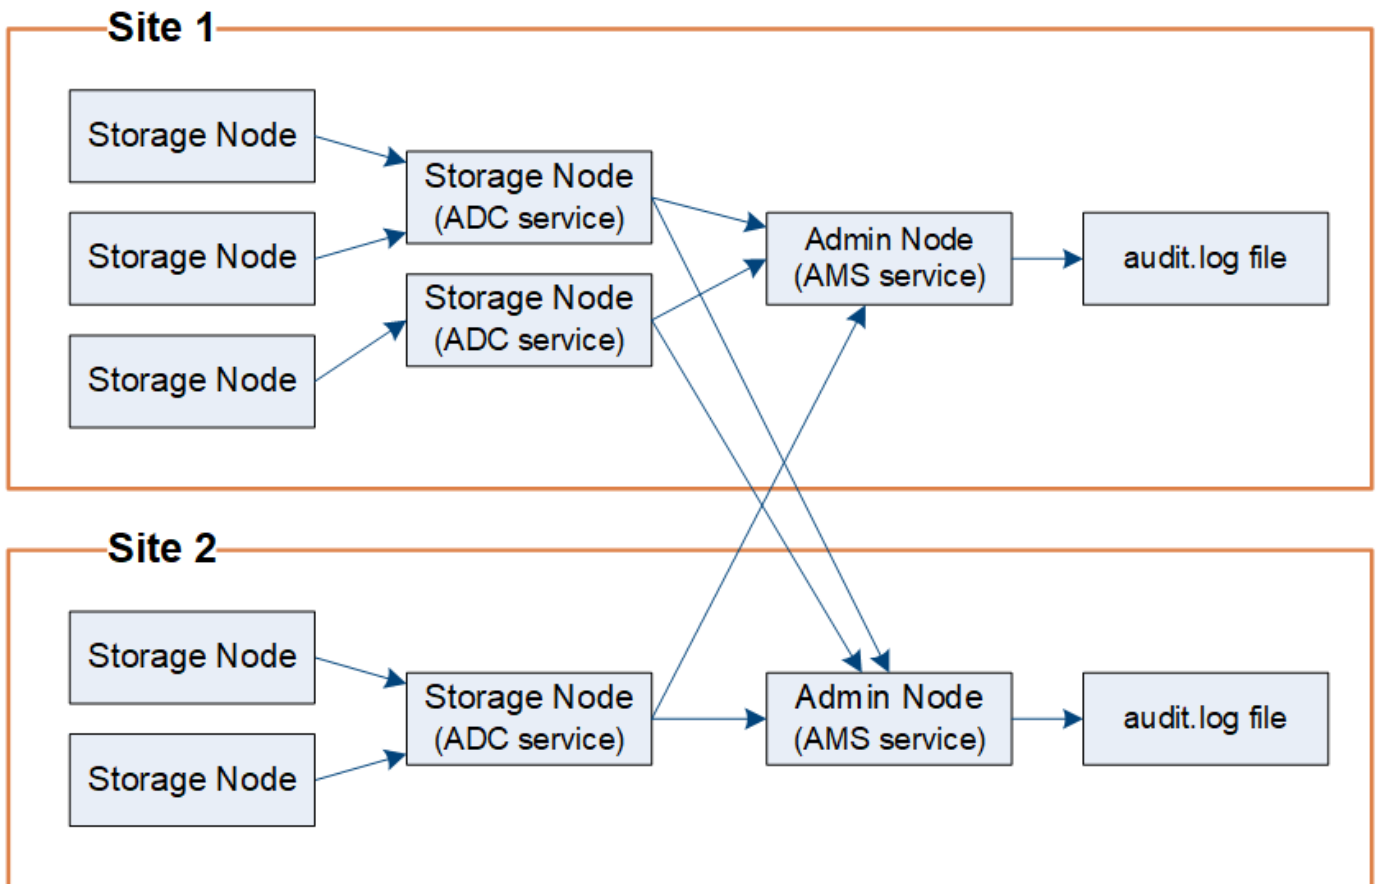 Site 1
Storage Node
Storage Node
Storage Node
Storage Node
(ADC service)
Storage Node
(ADC service)
Admin Node
(AMS service)
audit.log file
Site 2
Storage Node
Storage Node
Storage Node
(ADC service)
Admin Node
(AMS service)
audit.log file